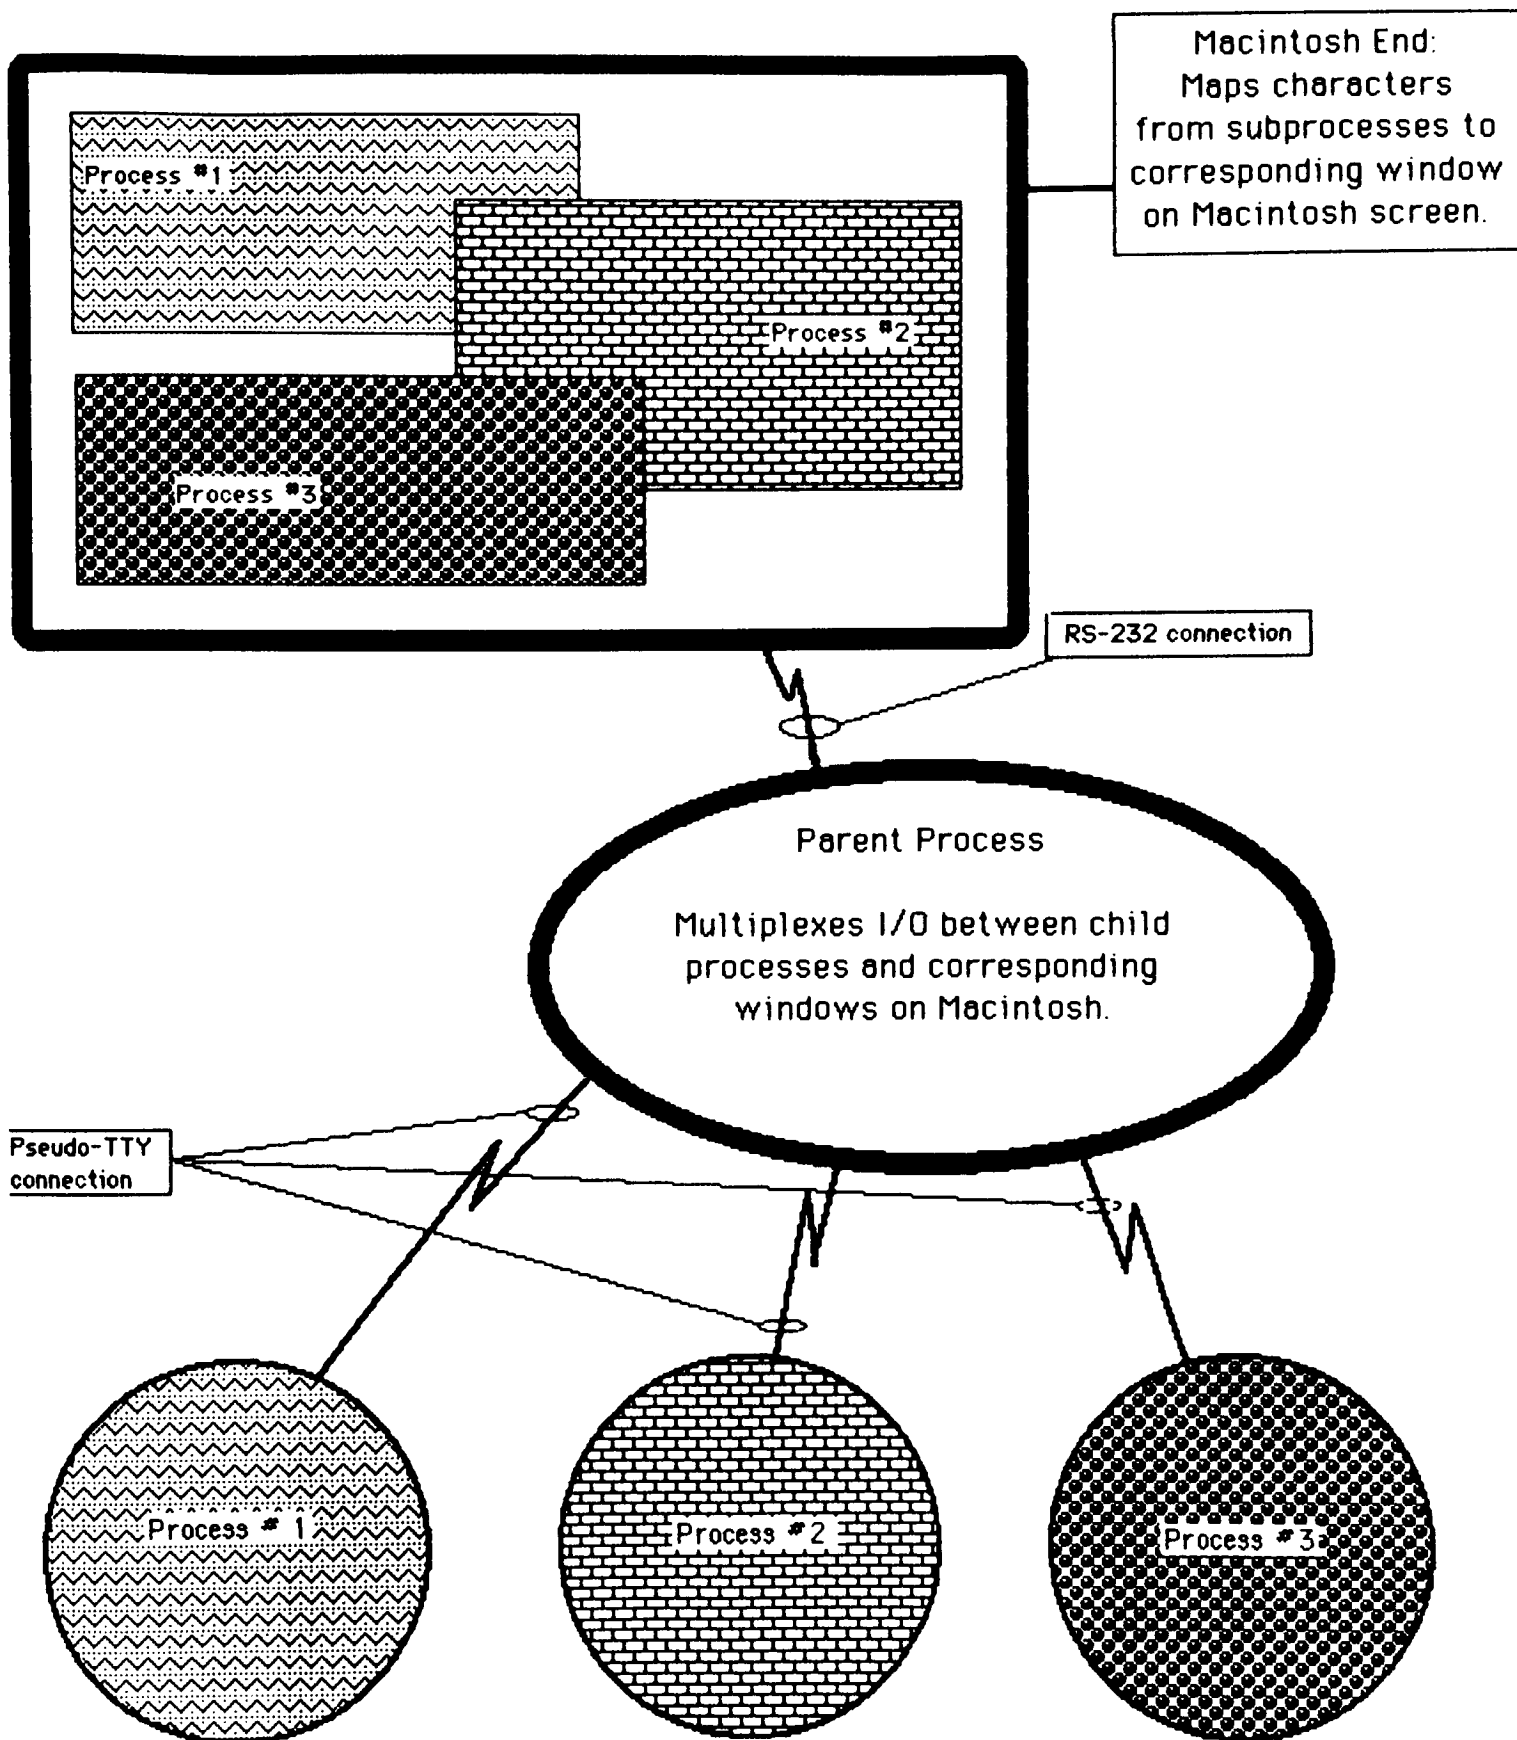 Macintosh End:
Maps characters
from subprocesses to
corresponding window
on Macintosh screen.
Process #1
Process #2
Process #3
RS-232 connection
Parent Process
Multiplexes I/O between child
processes and corresponding
windows on Macintosh.
Pseudo-TTY
connection
Process # 1
Process #2
Process #3